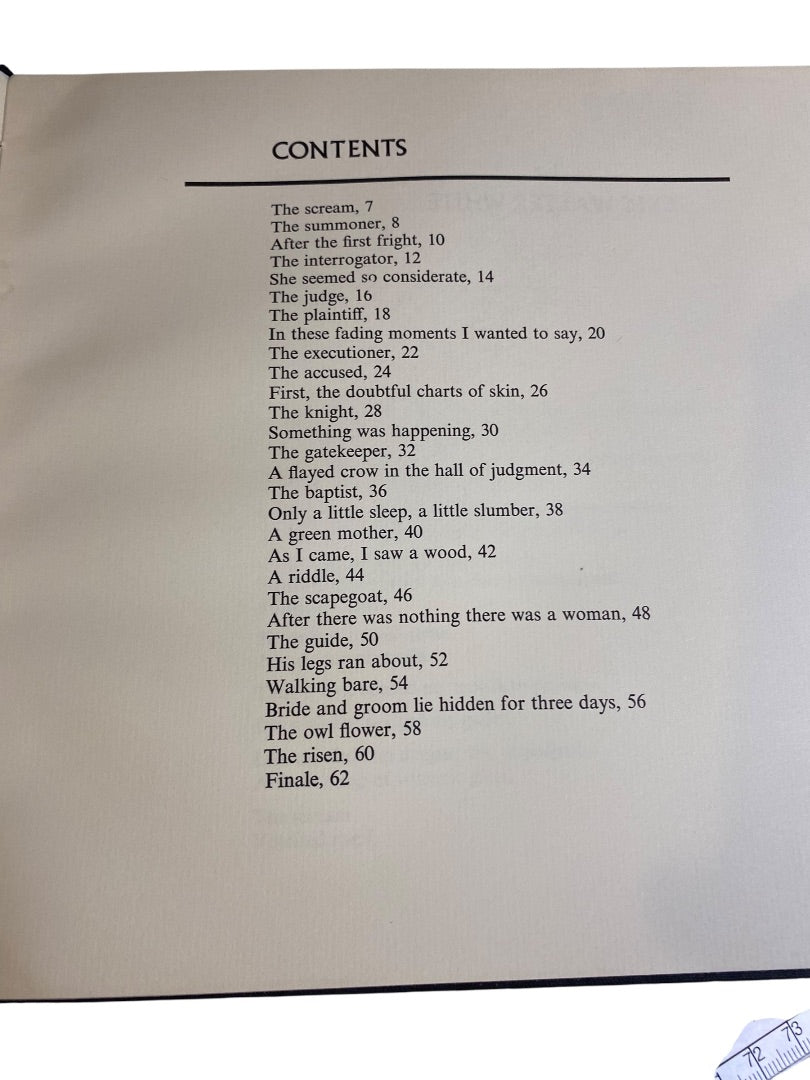 CONTENTS
The scream, 7
The summoner, 8
After the first fright, 10
The interrogator, 12
She seemed so considerate, 14
The judge, 16
The plaintiff, 18
In these fading moments I wanted to say, 20
The executioner, 22
The accused, 24
First, the doubtful charts of skin, 26
The knight, 28
Something was happening, 30
The gatekeeper, 32
A flayed crow in the hall of judgment, 34
The baptist, 36
Only a little sleep, a little slumber, 38
A green mother, 40
As I came, I saw a wood, 42
A riddle, 44
The scapegoat, 46
After there was nothing there was a woman, 48
The guide, 50
His legs ran about, 52
Walking bare, 54
Bride and groom lie hidden for three days, 56
The owl flower, 58
The risen, 60
Finale, 62
72 73